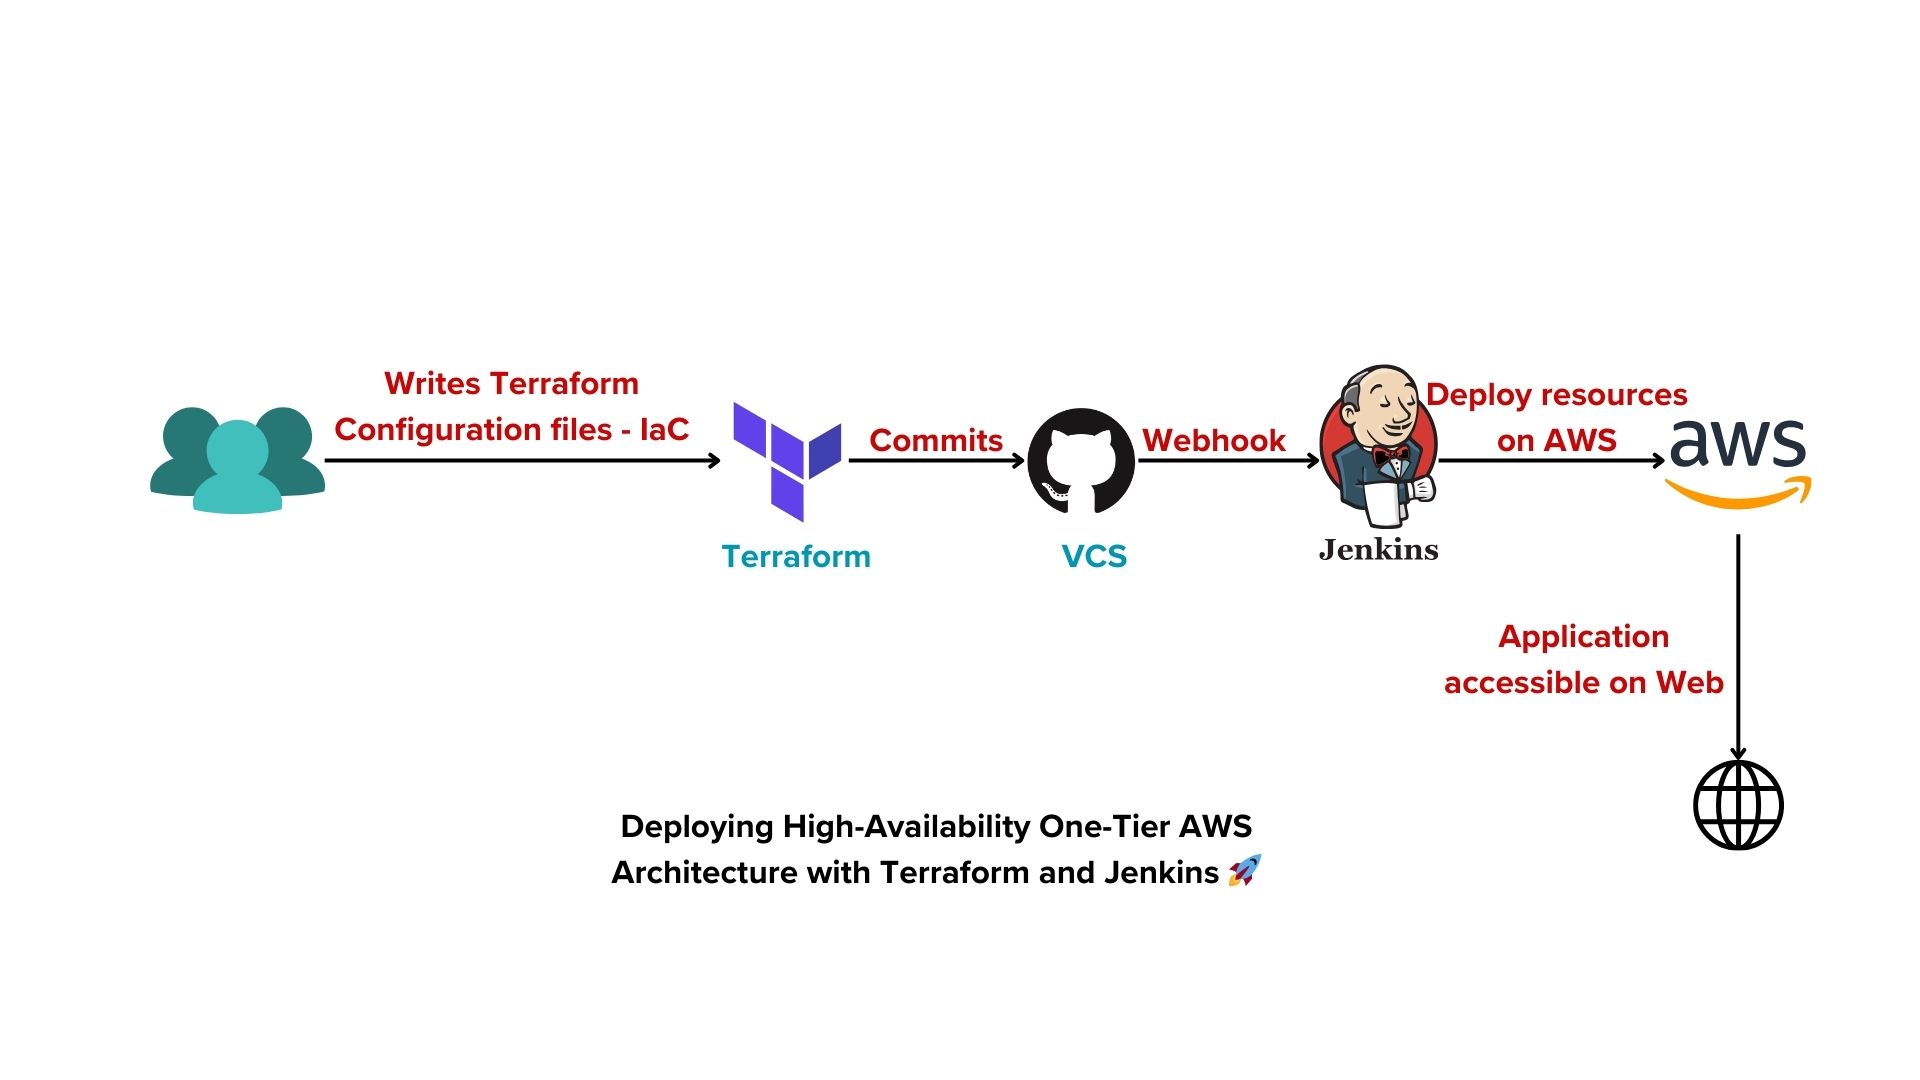 Writes Terraform
Configuration files - IaC
Commits
Webhook
Deploy resources
on AWS
aws
Terraform
VCS
Jenkins
Application
accessible on Web
Deploying High-Availability One-Tier AWS
Architecture with Terraform and Jenkins 🚀